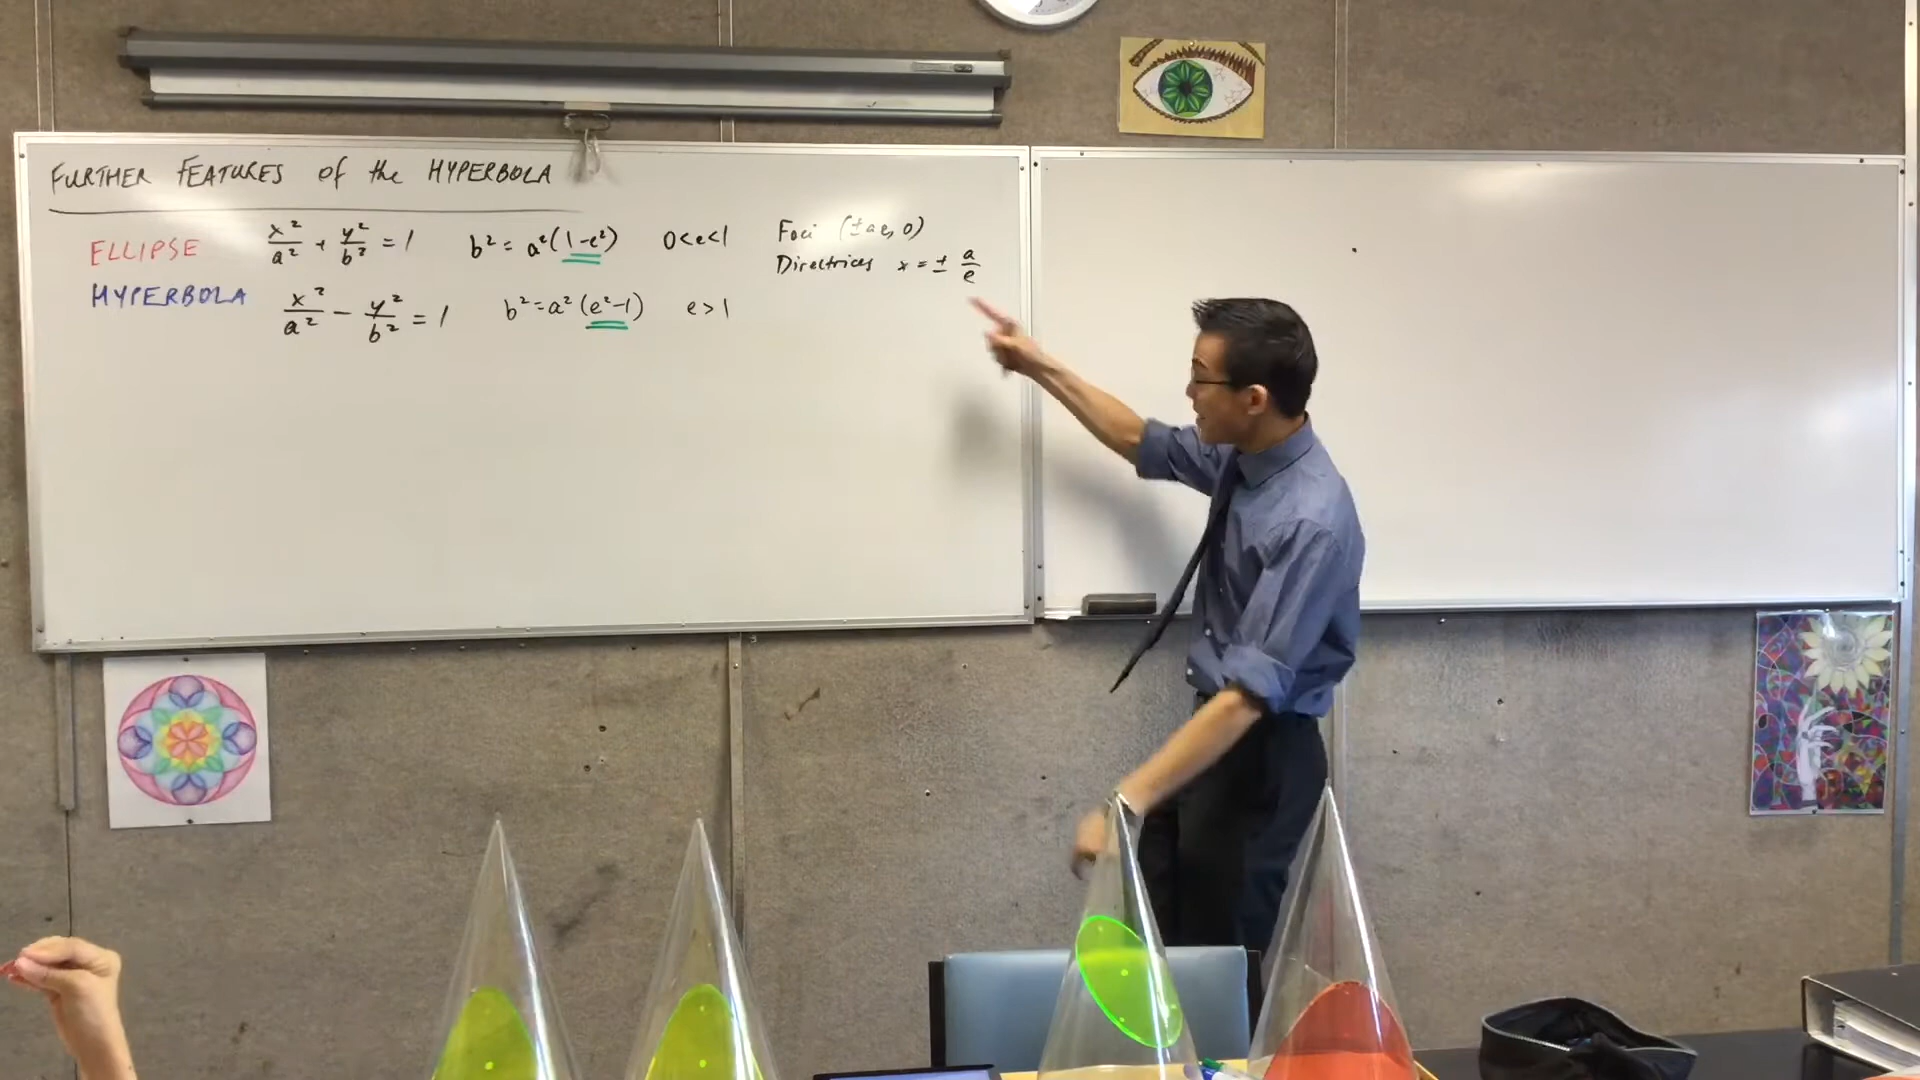 FURTHER FEATURES of the HYPERBOLA
ELLIPSE x²/a² + y²/b² = 1 b² = a²(1-e²) 0<e<1 Foci (±ae, 0)
Directrices x = ± a/e
HYPERBOLA x²/a² - y²/b² = 1 b²=a²(e²-1) e>1